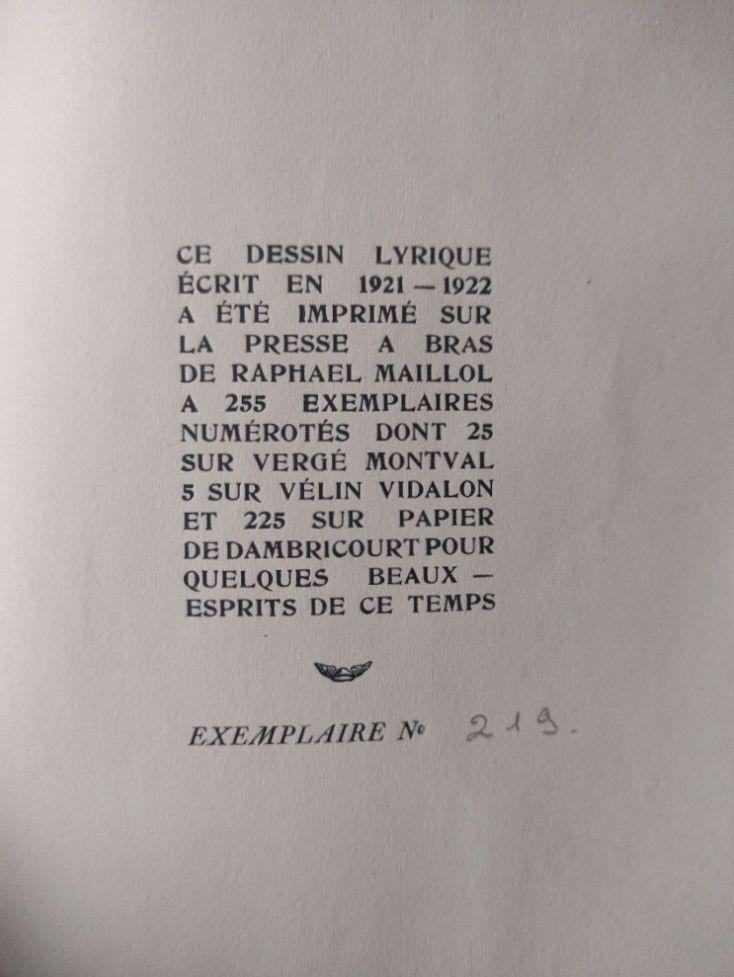 CE DESSIN LYRIQUE
ÉCRIT EN 1921 — 1922
A ÉTÉ IMPRIMÉ SUR
LA PRESSE A BRAS
DE RAPHAEL MAILLOL
A 255 EXEMPLAIRES
NUMÉROTÉS DONT 25
SUR VERGÉ MONTVAL
5 SUR VÉLIN VIDALON
ET 225 SUR PAPIER
DE DAMBRICOURT POUR
QUELQUES BEAUX —
ESPRITS DE CE TEMPS
EXEMPLAIRE No 219.